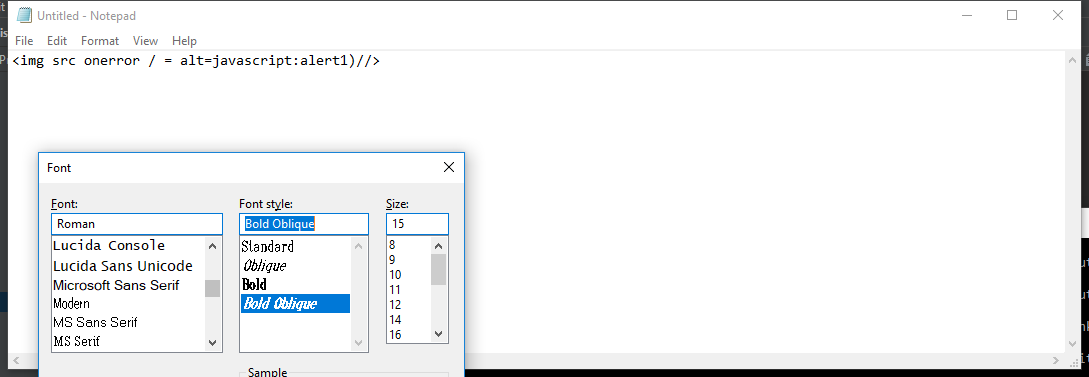 Untitled - Notepad
File Edit Format View Help
<img src onerror / = alt=javascript:alert1)//>
Font
Font: Font style: Size:
Roman Bold Oblique 15
Lucida Console
Lucida Sans Unicode
Microsoft Sans Serif
Modern
MS Sans Serif
MS Serif
Standard
Oblique
Bold
Bold Oblique
8
9
10
11
12
14
16
Sample